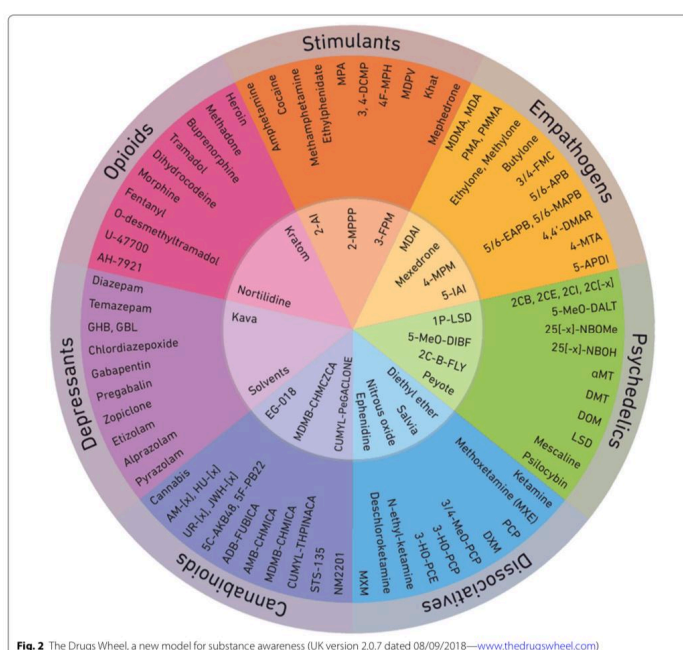 Stimulants
Amphetamine
Cocaine
Methamphetamine
Ethylphenidate
MPA
3, 4-DCMP
4F-MPH
MDPV
Khat
Mephedrone
2-AI
2-MPPP
3-FPM
Empathogens
MDMA, MDA
PMA, PMMA
Ethylone, Methylone
Butylone
3/4-FMC
5/6-APB
5/6-EAPB, 5/6-MAPB
4,4'-DMAR
4-MTA
5-APDI
MDAI
Mexedrone
4-MPM
5-IAI
Psychedelics
2CB, 2CE, 2CI, 2C[-x]
5-MeO-DALT
25[-x]-NBOMe
25[-x]-NBOH
αMT
DMT
DOM
LSD
Mescaline
Psilocybin
1P-LSD
5-MeO-DIBF
2C-B-FLY
Peyote
Dissociatives
Ketamine
Methoxetamine (MXE)
PCP
DXM
3/4-MeO-PCP
3-HO-PCP
3-HO-PCE
N-ethyl-ketamine
Deschloroketamine
MXM
Diethyl ether
Salvia
Nitrous oxide
Ephenidine
Cannabinoids
Cannabis
AM-[x], HU-[x]
UR-[x], JWH-[x]
5C-AKB48, 5F-PB22
ADB-FUBICA
AMB-CHMICA
MDMB-CHMICA
CUMYL-THPINACA
STS-135
NM2201
EG-018
MDMB-CHMCZCA
CUMYL-PeGACLONE
Depressants
Diazepam
Temazepam
GHB, GBL
Chlordiazepoxide
Gabapentin
Pregabalin
Zopiclone
Etizolam
Alprazolam
Pyrazolam
Kava
Solvents
Opioids
Heroin
Methadone
Buprenorphine
Tramadol
Dihydrocodeine
Morphine
Fentanyl
O-desmethyltramadol
U-47700
AH-7921
Kratom
Nortilidine
Fig. 2 The Drugs Wheel, a new model for substance awareness (UK version 2.0.7 dated 08/09/2018—www.thedrugswheel.com)